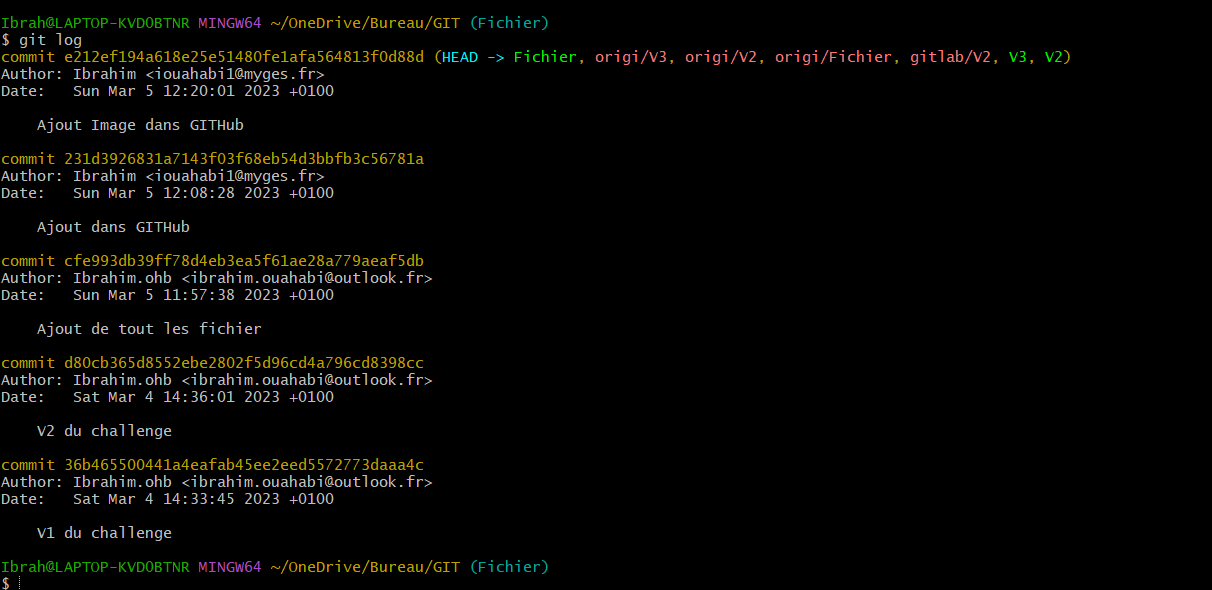 Ibrah@LAPTOP-KVD0BTNR MINGW64 ~/OneDrive/Bureau/GIT (Fichier)
$ git log
commit e212ef194a618e25e51480fe1afa564813f0d88d (HEAD -> Fichier, origi/V3, origi/V2, origi/Fichier, gitlab/V2, V3, V2)
Author: Ibrahim <iouahabi1@myges.fr>
Date:   Sun Mar 5 12:20:01 2023 +0100

    Ajout Image dans GITHub

commit 231d3926831a7143f03f68eb54d3bbfb3c56781a
Author: Ibrahim <iouahabi1@myges.fr>
Date:   Sun Mar 5 12:08:28 2023 +0100

    Ajout dans GITHub

commit cfe993db39ff78d4eb3ea5f61ae28a779aeaf5db
Author: Ibrahim.ohb <ibrahim.ouahabi@outlook.fr>
Date:   Sun Mar 5 11:57:38 2023 +0100

    Ajout de tout les fichier

commit d80cb365d8552ebe2802f5d96cd4a796cd8398cc
Author: Ibrahim.ohb <ibrahim.ouahabi@outlook.fr>
Date:   Sat Mar 4 14:36:01 2023 +0100

    V2 du challenge

commit 36b465500441a4eafab45ee2eed5572773daaa4c
Author: Ibrahim.ohb <ibrahim.ouahabi@outlook.fr>
Date:   Sat Mar 4 14:33:45 2023 +0100

    V1 du challenge

Ibrah@LAPTOP-KVD0BTNR MINGW64 ~/OneDrive/Bureau/GIT (Fichier)
$